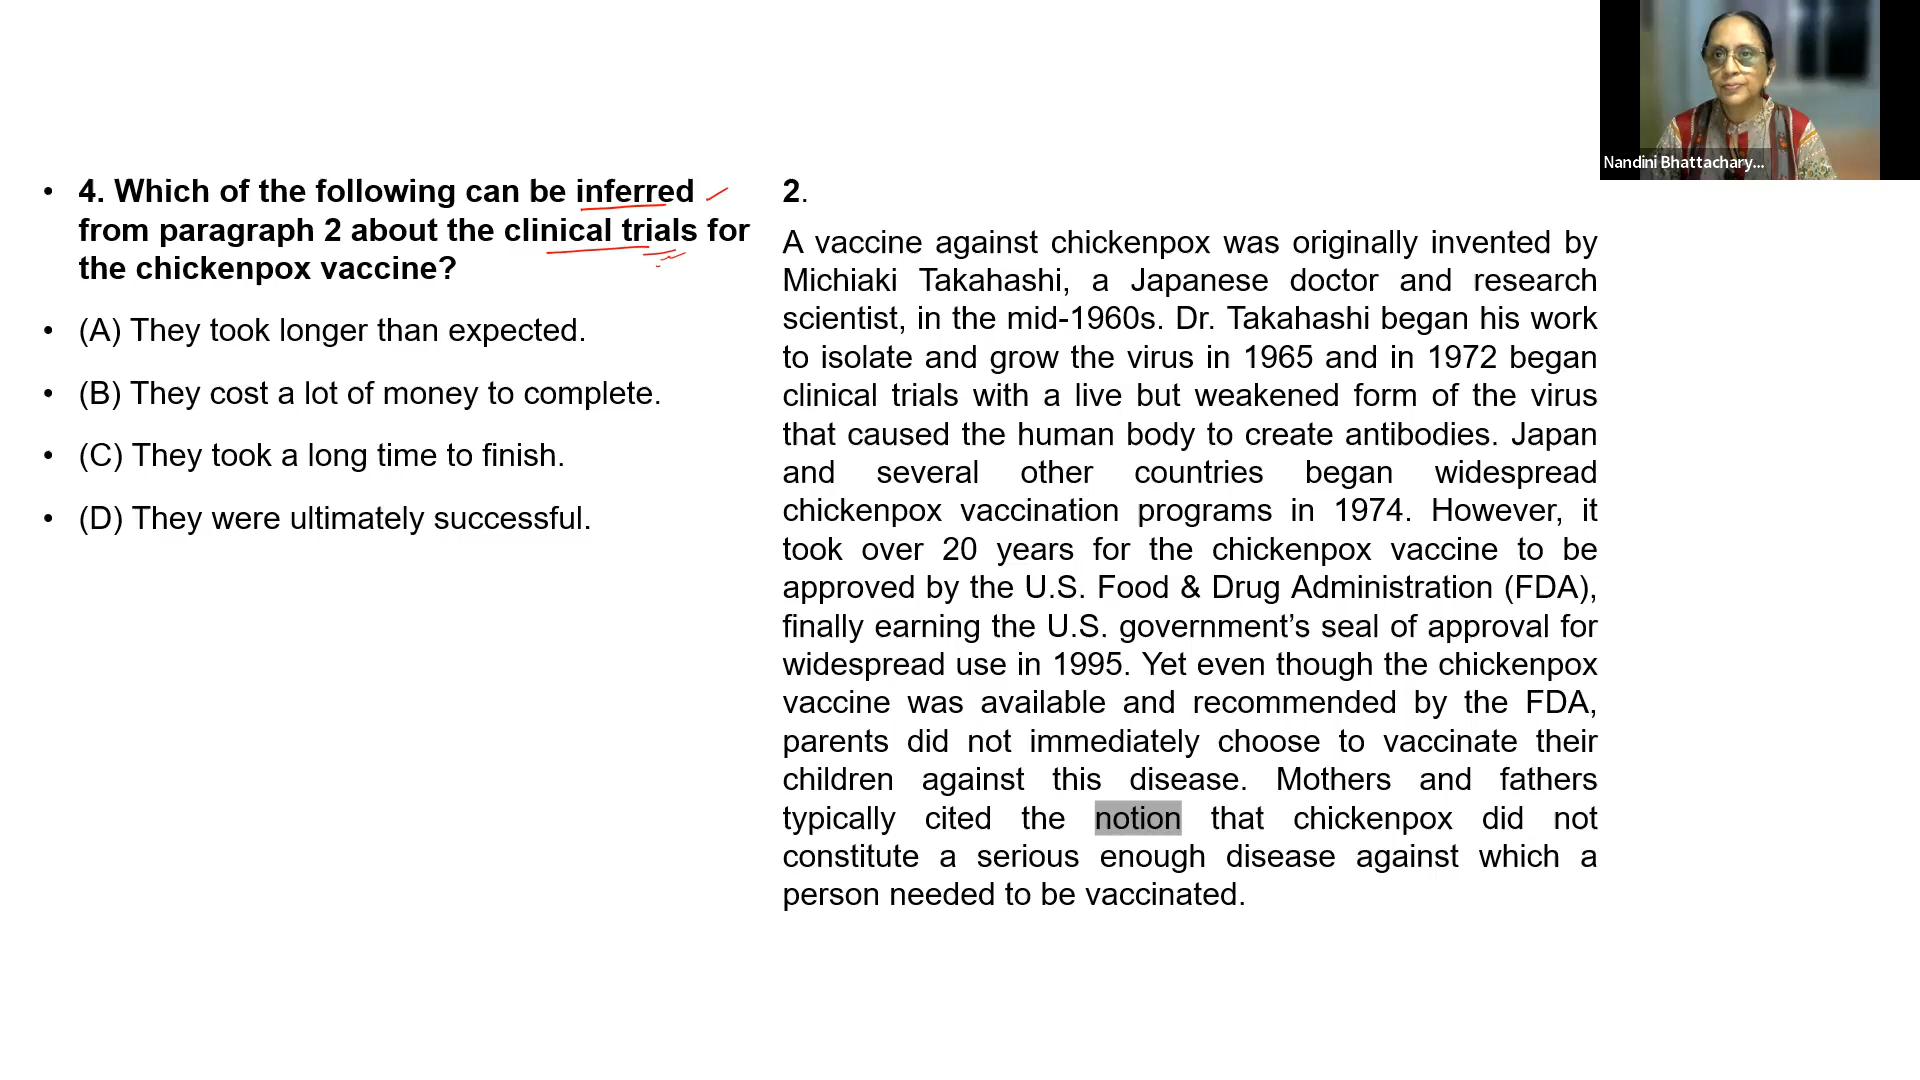 • 4. Which of the following can be inferred
from paragraph 2 about the clinical trials for
the chickenpox vaccine?
• (A) They took longer than expected.
• (B) They cost a lot of money to complete.
• (C) They took a long time to finish.
• (D) They were ultimately successful.
2.
A vaccine against chickenpox was originally invented by
Michiaki Takahashi, a Japanese doctor and research
scientist, in the mid-1960s. Dr. Takahashi began his work
to isolate and grow the virus in 1965 and in 1972 began
clinical trials with a live but weakened form of the virus
that caused the human body to create antibodies. Japan
and several other countries began widespread
chickenpox vaccination programs in 1974. However, it
took over 20 years for the chickenpox vaccine to be
approved by the U.S. Food & Drug Administration (FDA),
finally earning the U.S. government’s seal of approval for
widespread use in 1995. Yet even though the chickenpox
vaccine was available and recommended by the FDA,
parents did not immediately choose to vaccinate their
children against this disease. Mothers and fathers
typically cited the notion that chickenpox did not
constitute a serious enough disease against which a
person needed to be vaccinated.
Nandini Bhattachary...